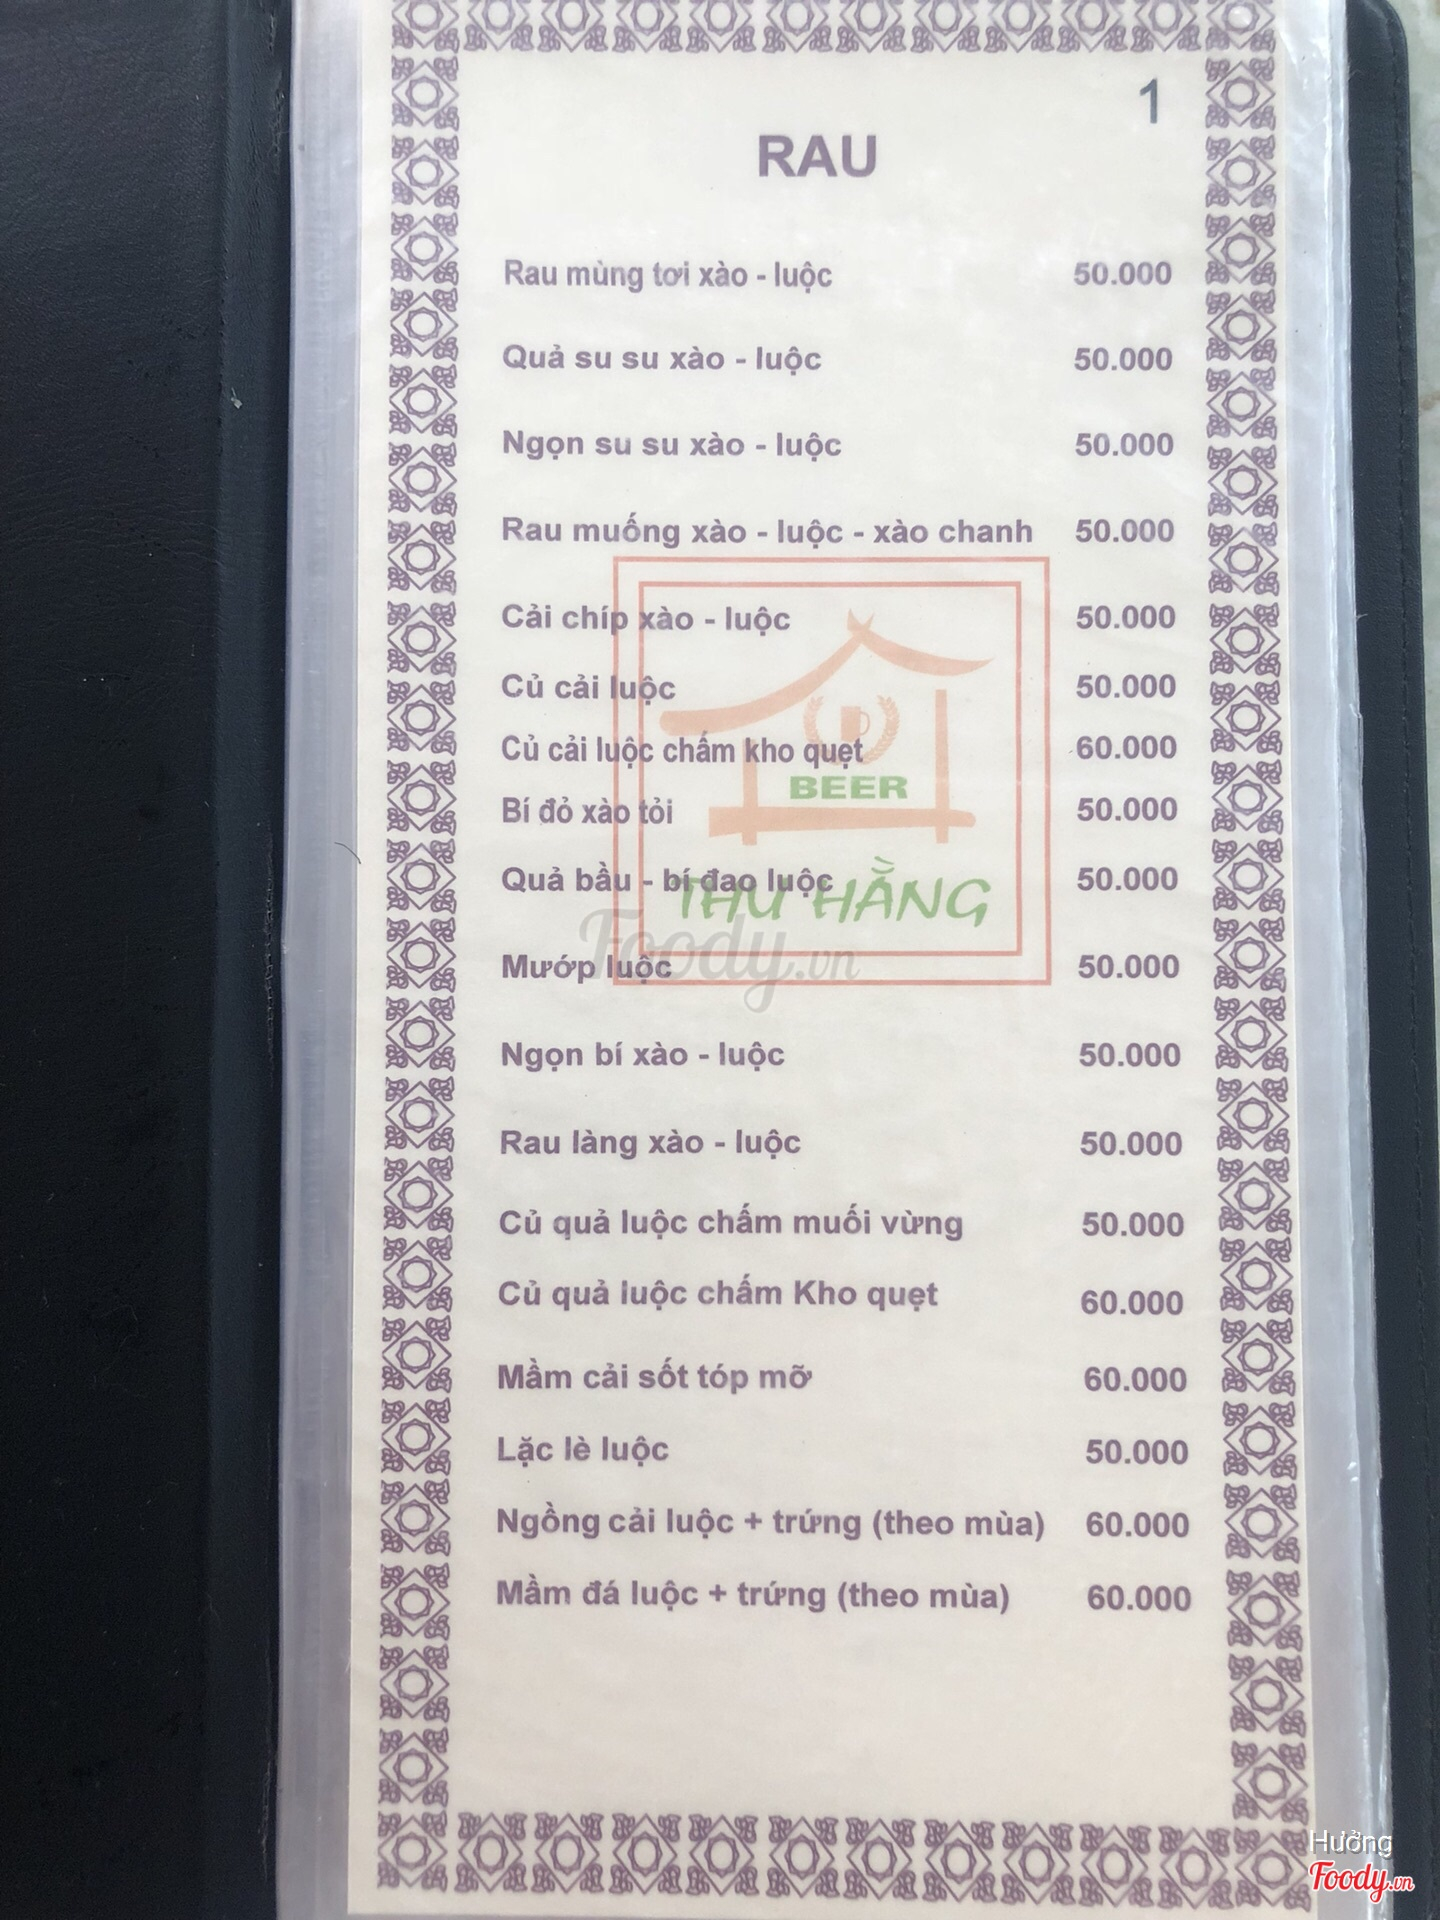 1
RAU
Rau mùng tơi xào - luộc 50.000
Quả su su xào - luộc 50.000
Ngọn su su xào - luộc 50.000
Rau muống xào - luộc - xào chanh 50.000
Cải chíp xào - luộc 50.000
Củ cải luộc 50.000
Củ cải luộc chấm kho quẹt 60.000
BEER
Bí đỏ xào tỏi 50.000
Quả bầu - bí đao luộc 50.000
THU HẰNG
Foody.vn
Mướp luộc 50.000
Ngọn bí xào - luộc 50.000
Rau làng xào - luộc 50.000
Củ quả luộc chấm muối vừng 50.000
Củ quả luộc chấm Kho quẹt 60.000
Mầm cải sốt tóp mỡ 60.000
Lặc lè luộc 50.000
Ngồng cải luộc + trứng (theo mùa) 60.000
Mầm đá luộc + trứng (theo mùa) 60.000
Hưởng
Foody.vn